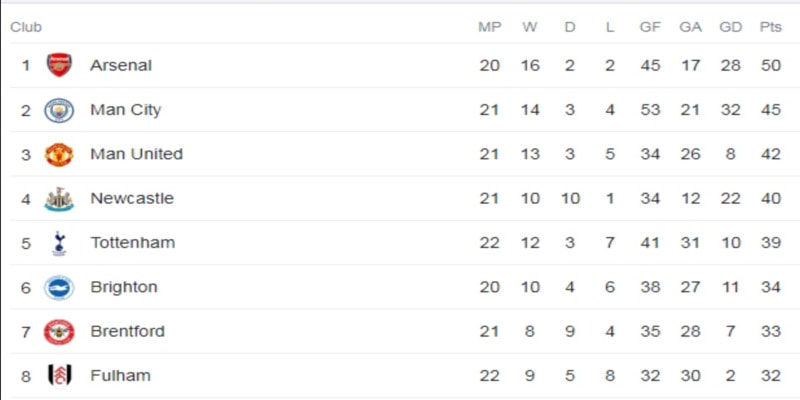 Club MP W D L GF GA GD Pts
1 Arsenal 20 16 2 2 45 17 28 50
2 Man City 21 14 3 4 53 21 32 45
3 Man United 21 13 3 5 34 26 8 42
4 Newcastle 21 10 10 1 34 12 22 40
5 Tottenham 22 12 3 7 41 31 10 39
6 Brighton 20 10 4 6 38 27 11 34
7 Brentford 21 8 9 4 35 28 7 33
8 Fulham 22 9 5 8 32 30 2 32